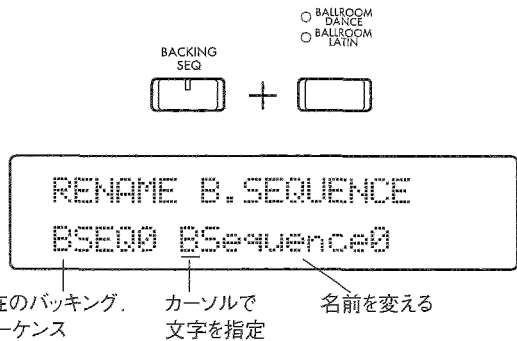 BALLROOM
DANCE
BALLROOM
LATIN
BACKING
SEQ
+
RENAME B.SEQUENCE
BSEQ0 BSequence0
在のバッキング.
ーケンス
カーソルで
文字を指定
名前を変える